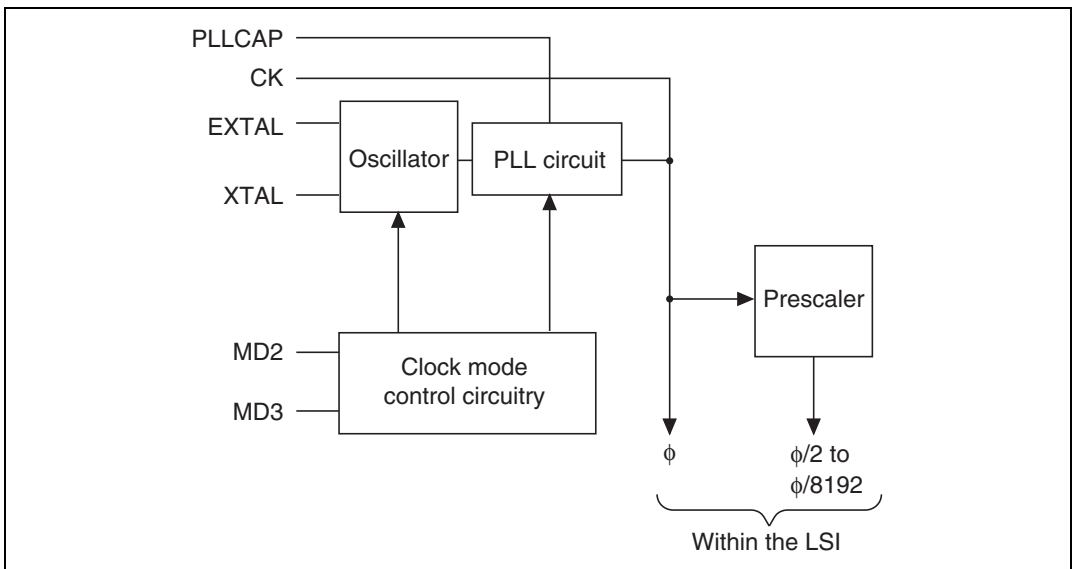 PLLCAP
CK
EXTAL
Oscillator
PLL circuit
XTAL
Prescaler
MD2
Clock mode
control circuitry
MD3
ϕ
ϕ/2 to
ϕ/8192
Within the LSI